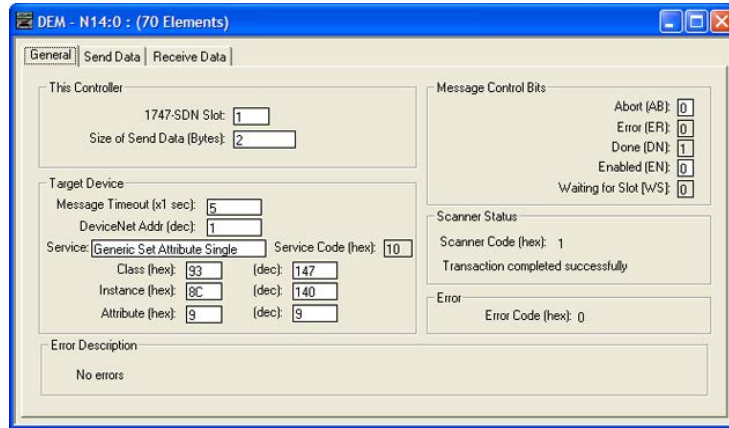 DEM - N14:0 : (70 Elements)
General Send Data Receive Data
This Controller
1747-SDN Slot: 1
Size of Send Data (Bytes): 2
Target Device
Message Timeout (x1 sec): 5
DeviceNet Addr (dec): 1
Service: Generic Set Attribute Single Service Code (hex): 10
Class (hex): 93 (dec): 147
Instance (hex): 8C (dec): 140
Attribute (hex): 9 (dec): 9
Message Control Bits
Abort (AB): 0
Error (ER): 0
Done (DN): 1
Enabled (EN): 0
Waiting for Slot (WS): 0
Scanner Status
Scanner Code (hex): 1
Transaction completed successfully
Error
Error Code (hex): 0
Error Description
No errors